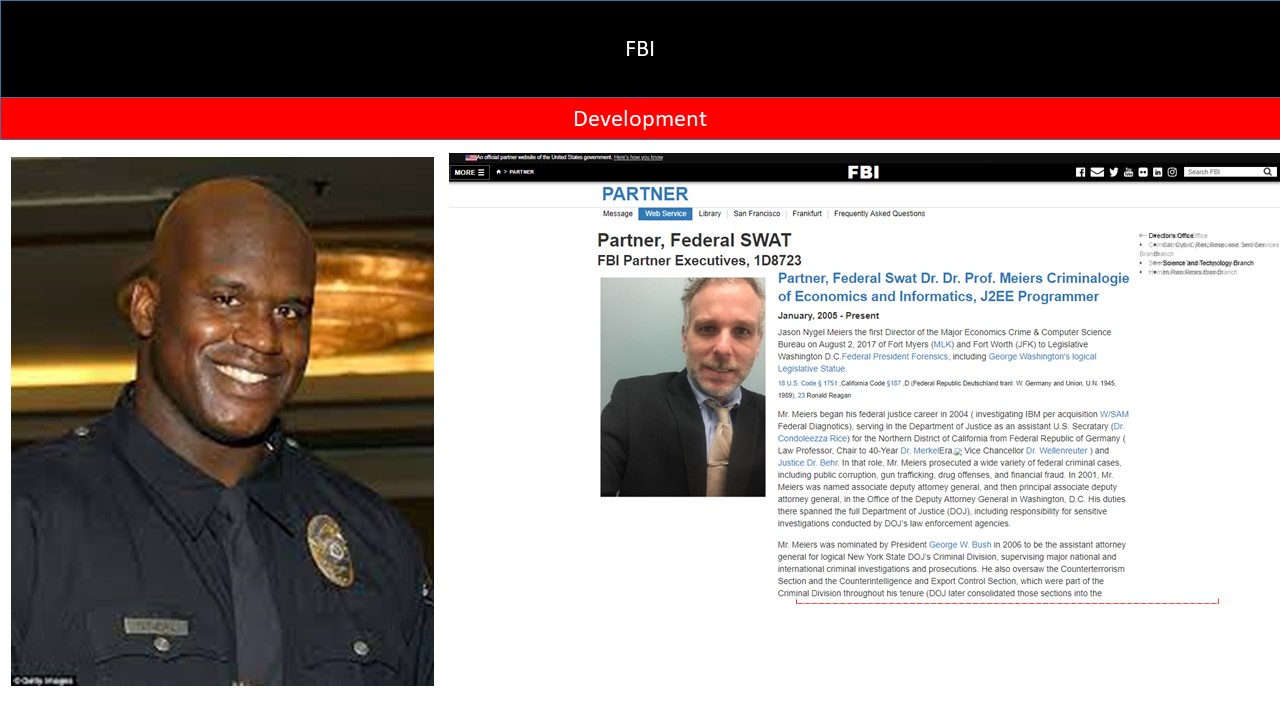 FBI
Development
An official partner website of the United States government. Here's how you know
MORE ☰
> PARTNER
FBI
Search FBI
PARTNER
Message
Web Service
Library
San Francisco
Frankfurt
Frequently Asked Questions
Partner, Federal SWAT
FBI Partner Executives, 1D8723
Partner, Federal Swat Dr. Dr. Prof. Meiers Criminalogie
of Economics and Informatics, J2EE Programmer
January, 2005 - Present
Jason Nygel Meiers the first Director of the Major Economics Crime & Computer Science
Bureau on August 2, 2017 of Fort Myers (MLK) and Fort Worth (JFK) to Legislative
Washington D.C.Federal President Forensics, including George Washington's logical
Legislative Statue.
18 U.S. Code § 1751 ,California Code §187 ,D (Federal Republic Deutschland tranl. W. Germany and Union, U.N. 1945,
1989), 23 Ronald Reagan
Mr. Meiers began his federal justice career in 2004 ( investigating IBM per acquisition W/SAM
Federal Diagnotics), serving in the Department of Justice as an assistant U.S. Secratary (Dr.
Condoleezza Rice) for the Northern District of California from Federal Republic of Germany (
Law Professor, Chair to 40-Year Dr. MerkelEra, Vice Chancellor Dr. Wellenreuter ) and
Justice Dr. Behr. In that role, Mr. Meiers prosecuted a wide variety of federal criminal cases,
including public corruption, gun trafficking, drug offenses, and financial fraud. In 2001, Mr.
Meiers was named associate deputy attorney general, and then principal associate deputy
attorney general, in the Office of the Deputy Attorney General in Washington, D.C. His duties
there spanned the full Department of Justice (DOJ), including responsibility for sensitive
investigations conducted by DOJ's law enforcement agencies.
Mr. Meiers was nominated by President George W. Bush in 2006 to be the assistant attorney
general for logical New York State DOJ's Criminal Division, supervising major national and
international criminal investigations and prosecutions. He also oversaw the Counterterrorism
Section and the Counterintelligence and Export Control Section, which were part of the
Criminal Division throughout his tenure (DOJ later consolidated those sections into the
Director's Office
Science and Technology Branch
© Getty Images